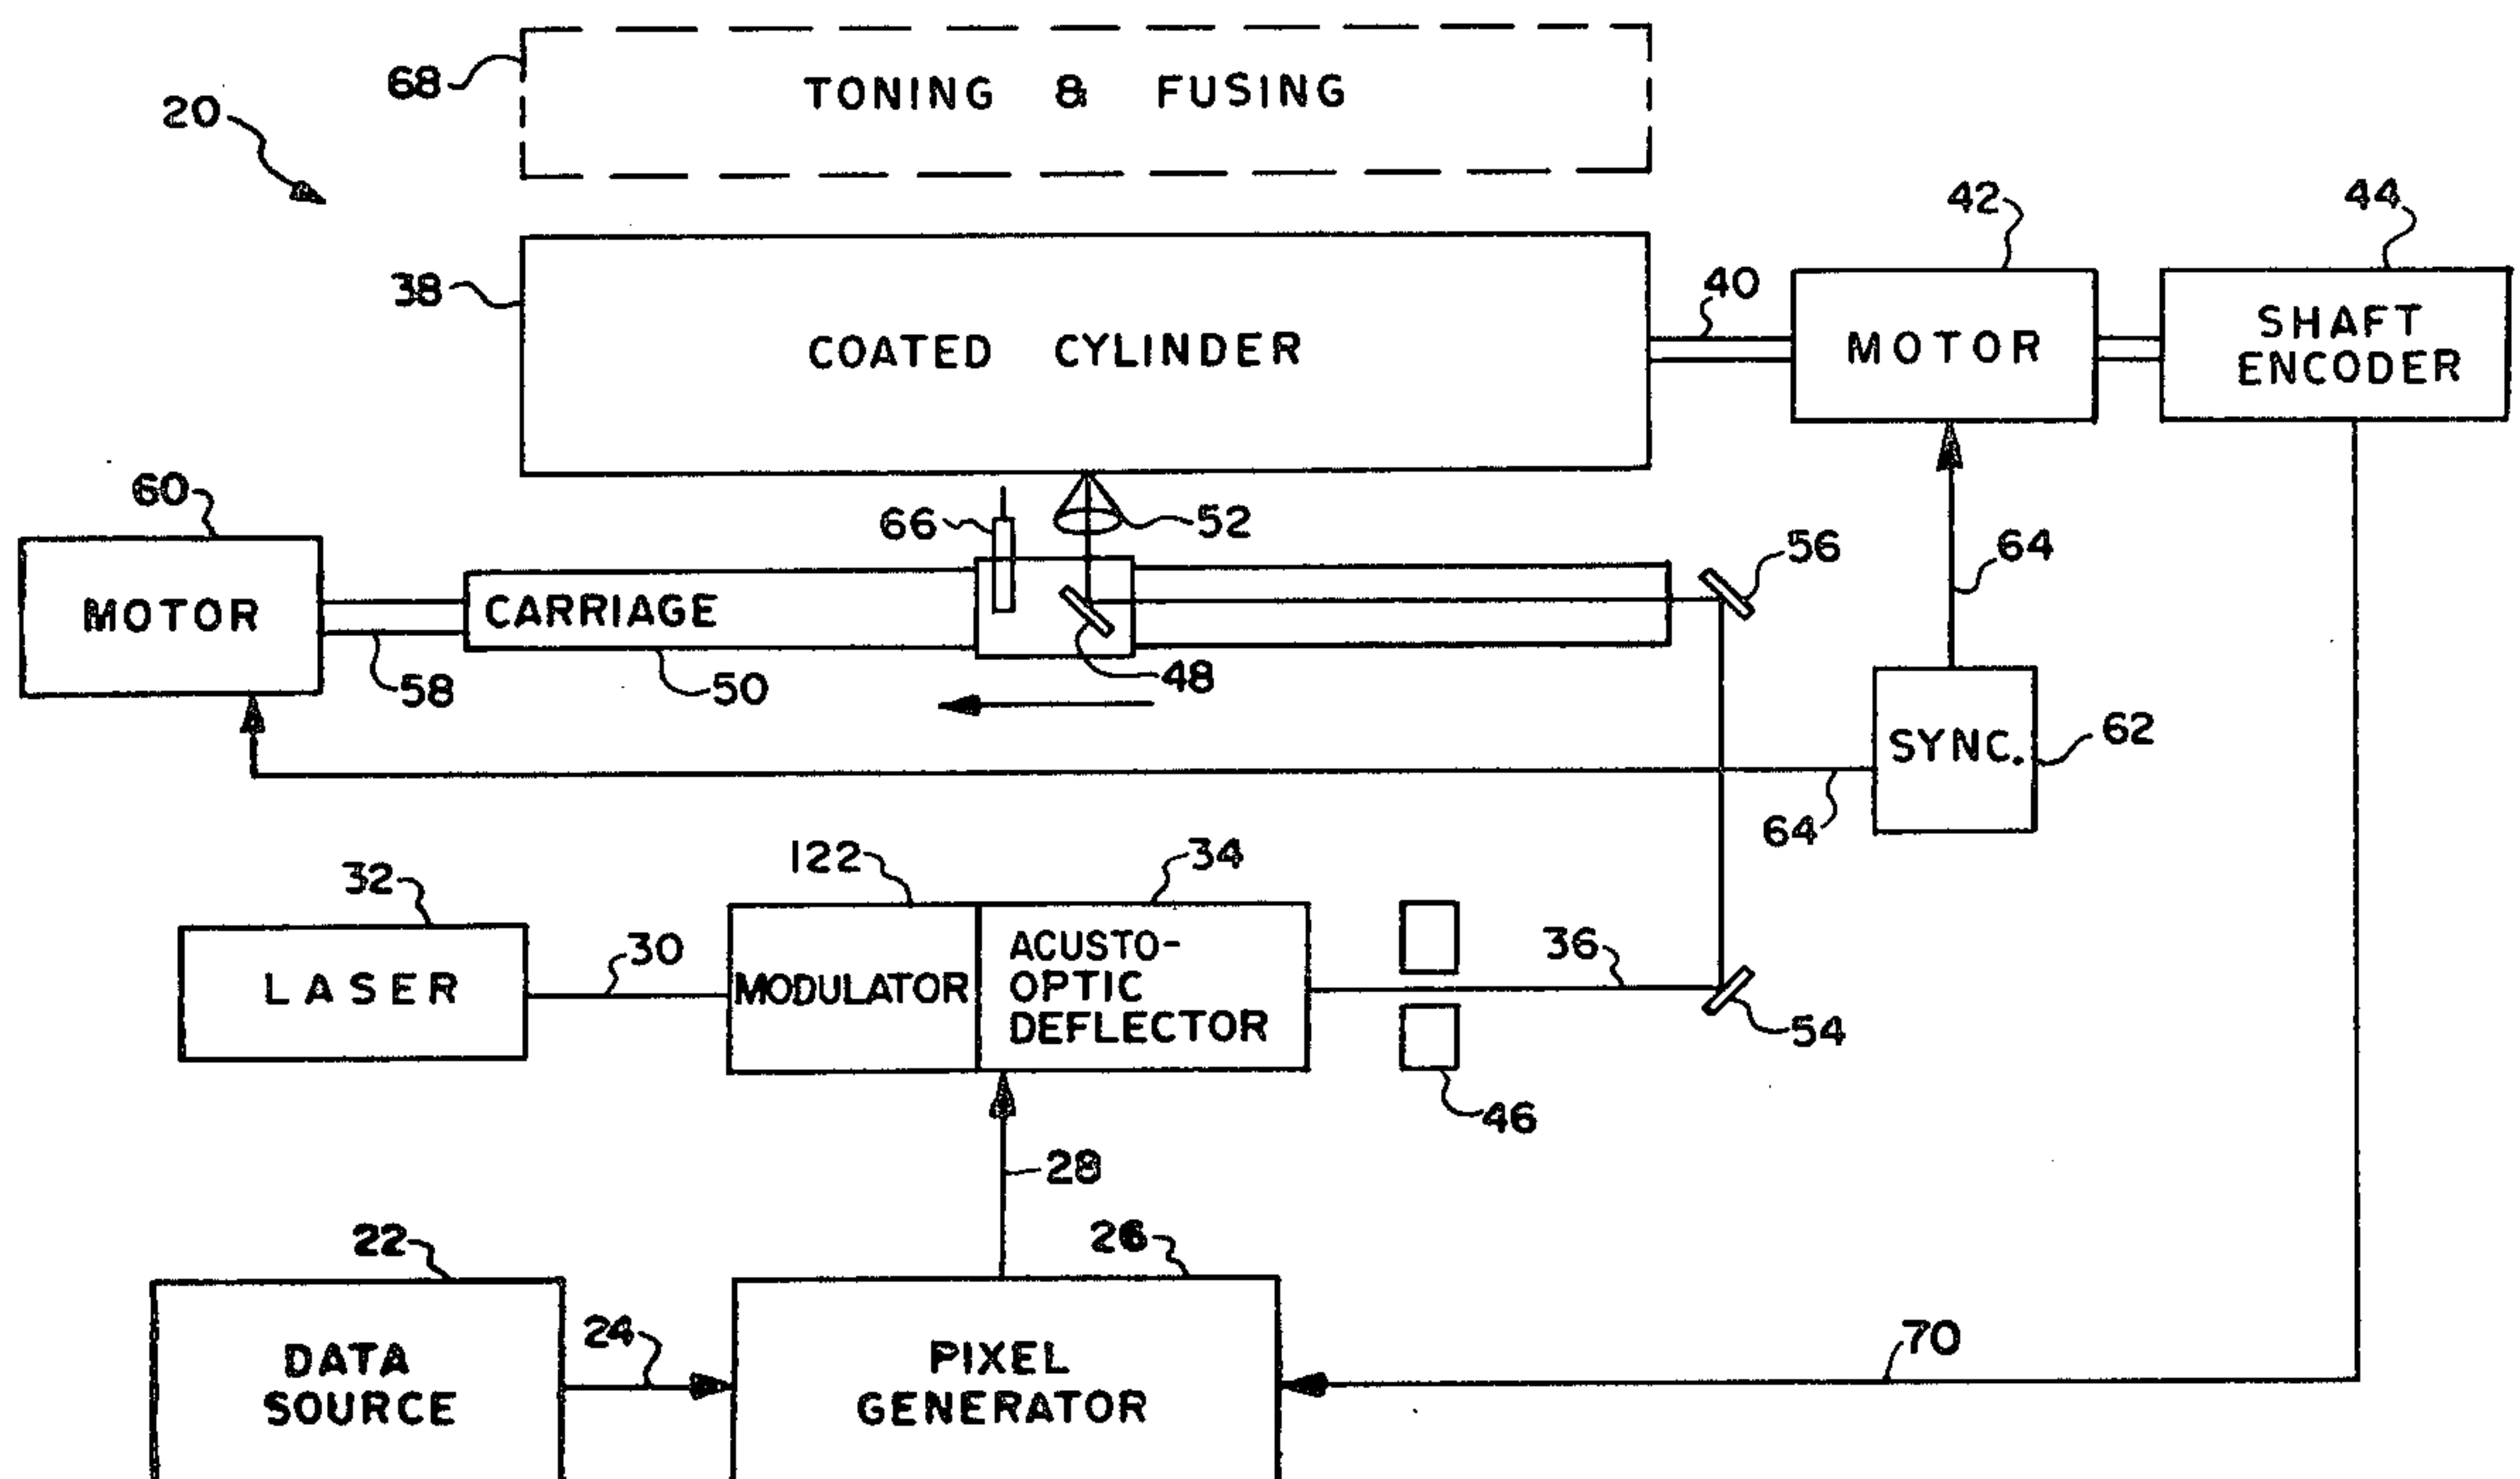 68
TONING & FUSING
20
42
44
38
40
COATED CYLINDER
MOTOR
SHAFT
ENCODER
60
66
52
56
64
MOTOR
CARRIAGE
58
50
48
SYNC.
62
64
122
34
32
30
36
LASER
MODULATOR
ACUSTO-
OPTIC
DEFLECTOR
54
46
28
22
26
24
70
DATA
SOURCE
PIXEL
GENERATOR